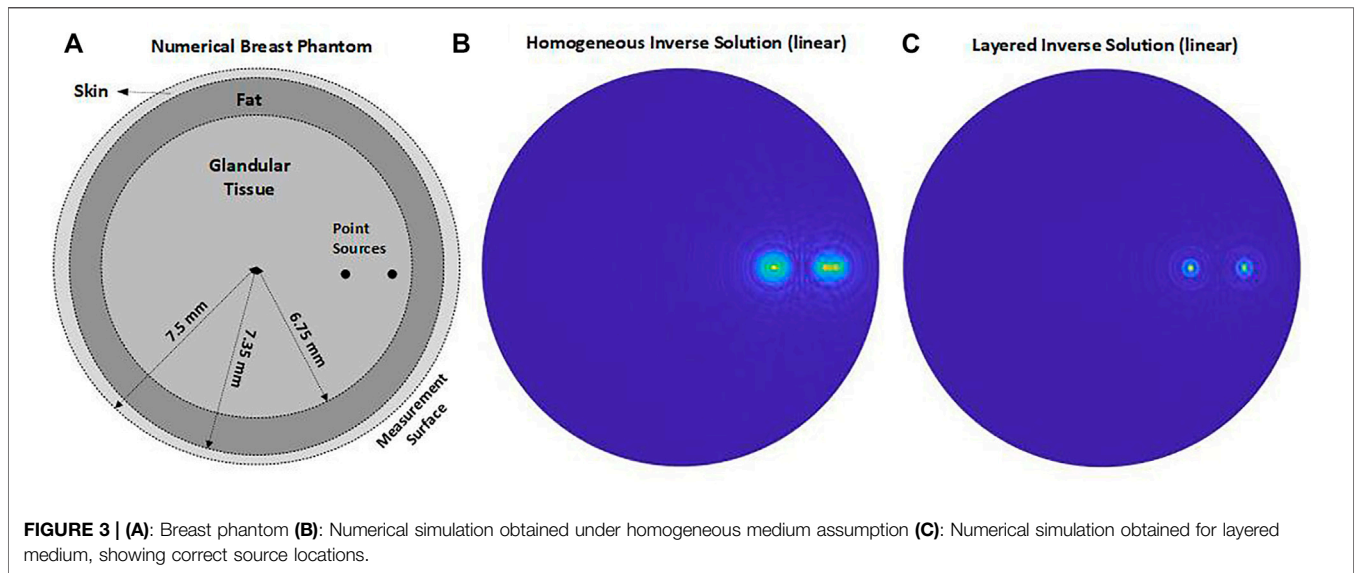 A
Numerical Breast Phantom
Skin
Fat
Glandular
Tissue
Point
Sources
7.5 mm
7.35 mm
6.75 mm
Measurement
Surface
B
Homogeneous Inverse Solution (linear)
C
Layered Inverse Solution (linear)
FIGURE 3 | (A): Breast phantom (B): Numerical simulation obtained under homogeneous medium assumption (C): Numerical simulation obtained for layered
medium, showing correct source locations.